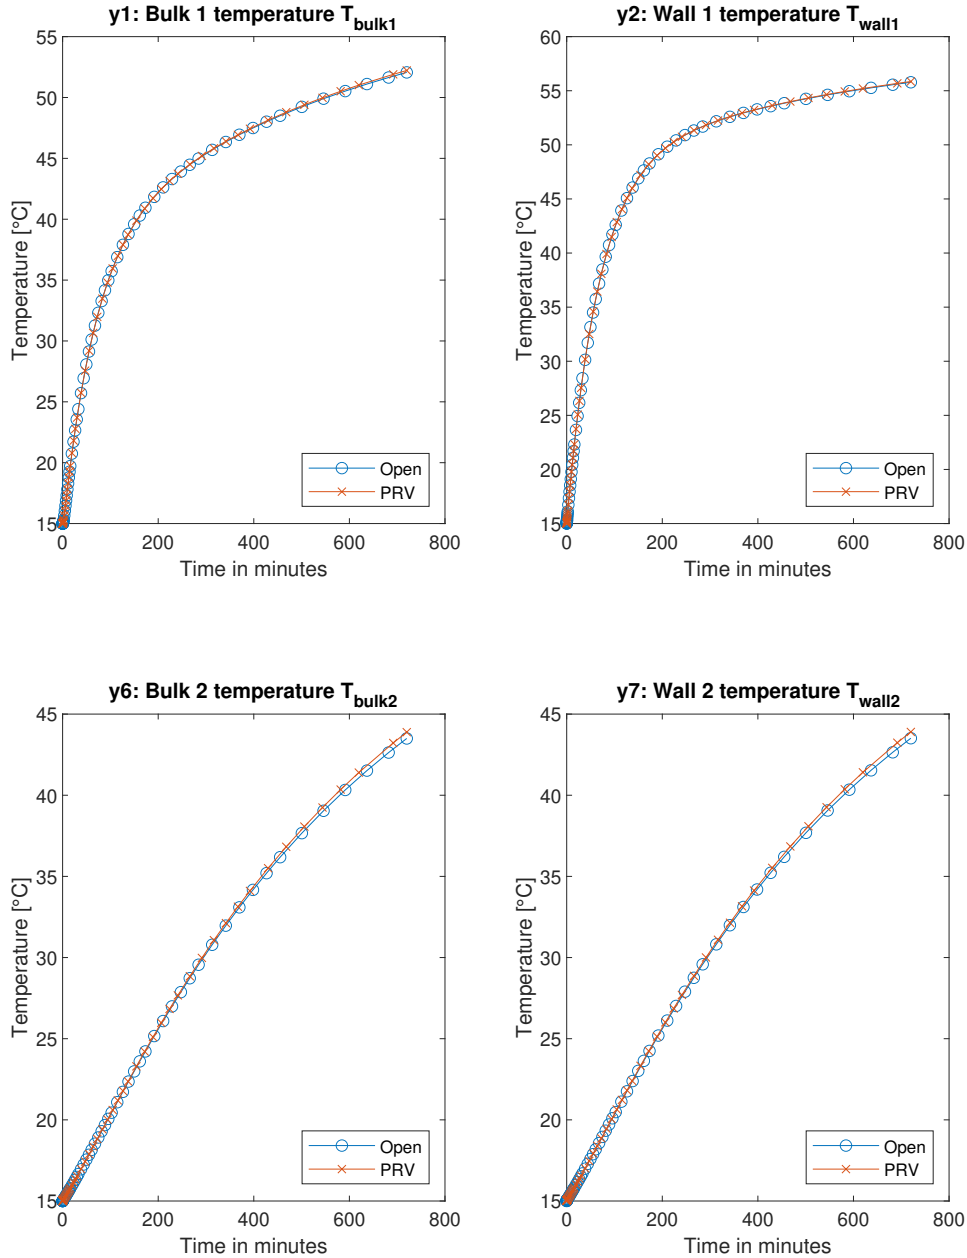 y1: Bulk 1 temperature T_bulk1
55
50
45
40
35
30
25
20
15
Temperature [°C]
Open
PRV
0 200 400 600 800
Time in minutes
y2: Wall 1 temperature T_wall1
60
55
50
45
40
35
30
25
20
15
Temperature [°C]
Open
PRV
0 200 400 600 800
Time in minutes
y6: Bulk 2 temperature T_bulk2
45
40
35
30
25
20
15
Temperature [°C]
Open
PRV
0 200 400 600 800
Time in minutes
y7: Wall 2 temperature T_wall2
45
40
35
30
25
20
15
Temperature [°C]
Open
PRV
0 200 400 600 800
Time in minutes